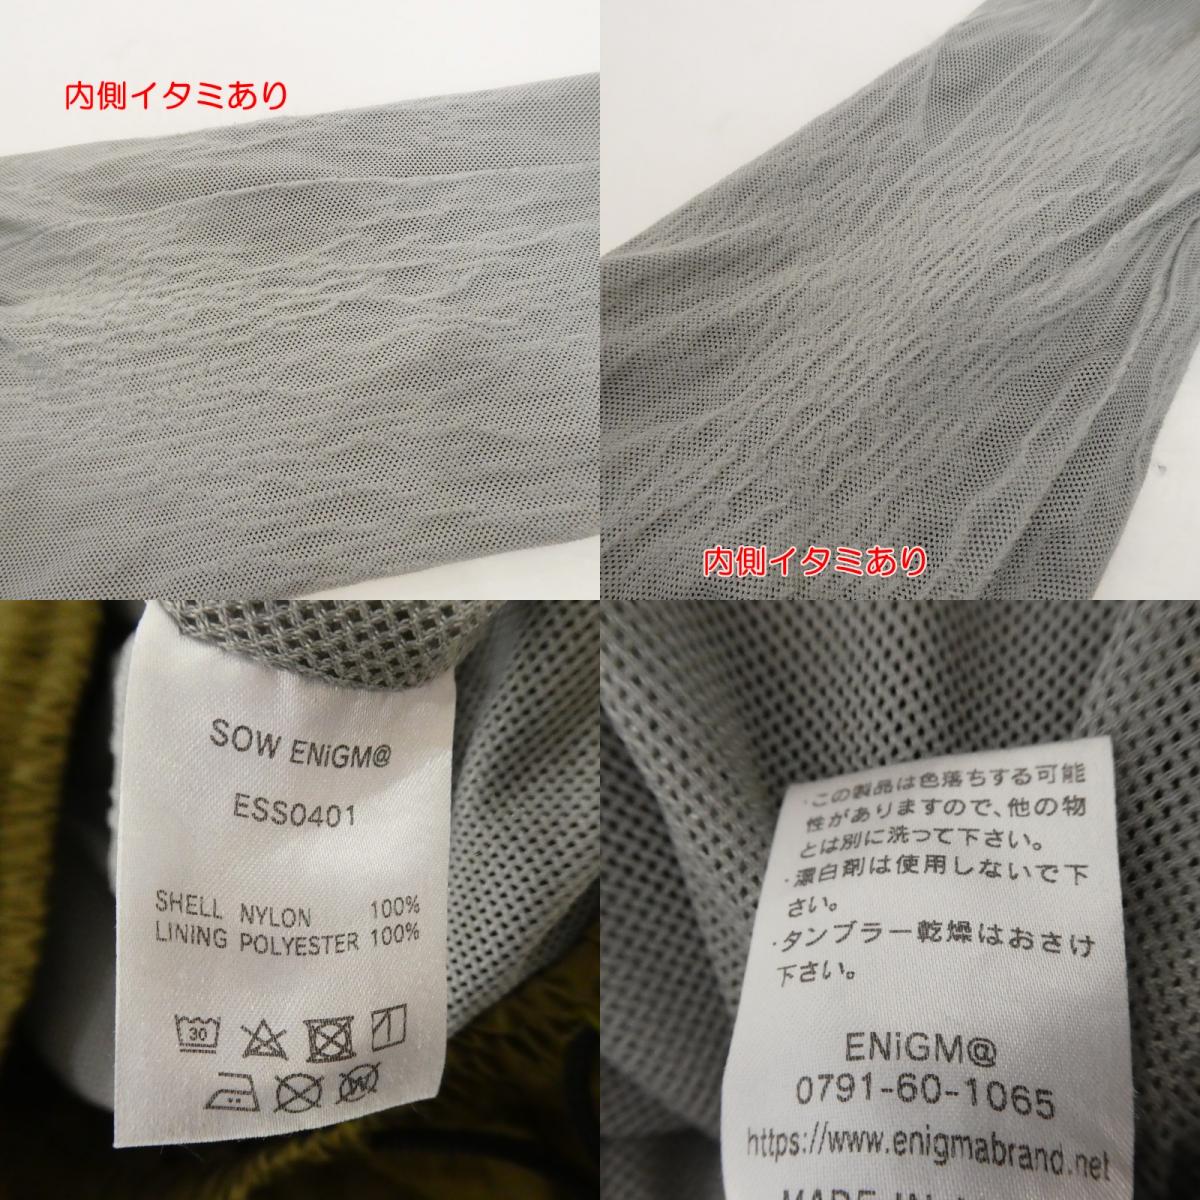 内側イタミあり
内側イタミあり
SOW ENiGM@
ESS0401
SHELL NYLON 100%
LINING POLYESTER 100%
30
W
・この製品は色落ちする可能
性がありますので、他の物
とは別に洗って下さい。
・漂白剤は使用しないで下
さい。
・タンブラー乾燥はおさけ
下さい。
ENiGM@
0791-60-1065
https://www.enigmabrand.net
MADE IN